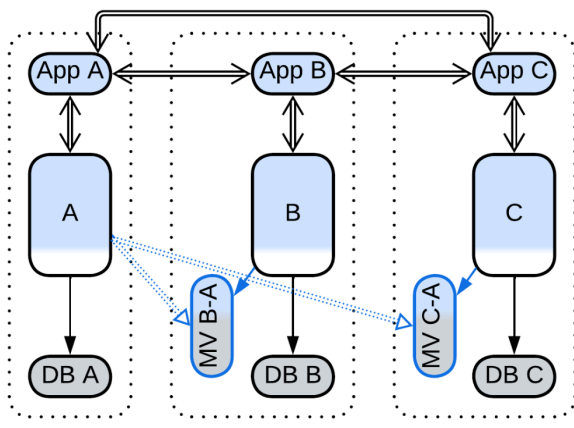 App A
App B
App C
A
B
C
MV B-A
MV C-A
DB A
DB B
DB C